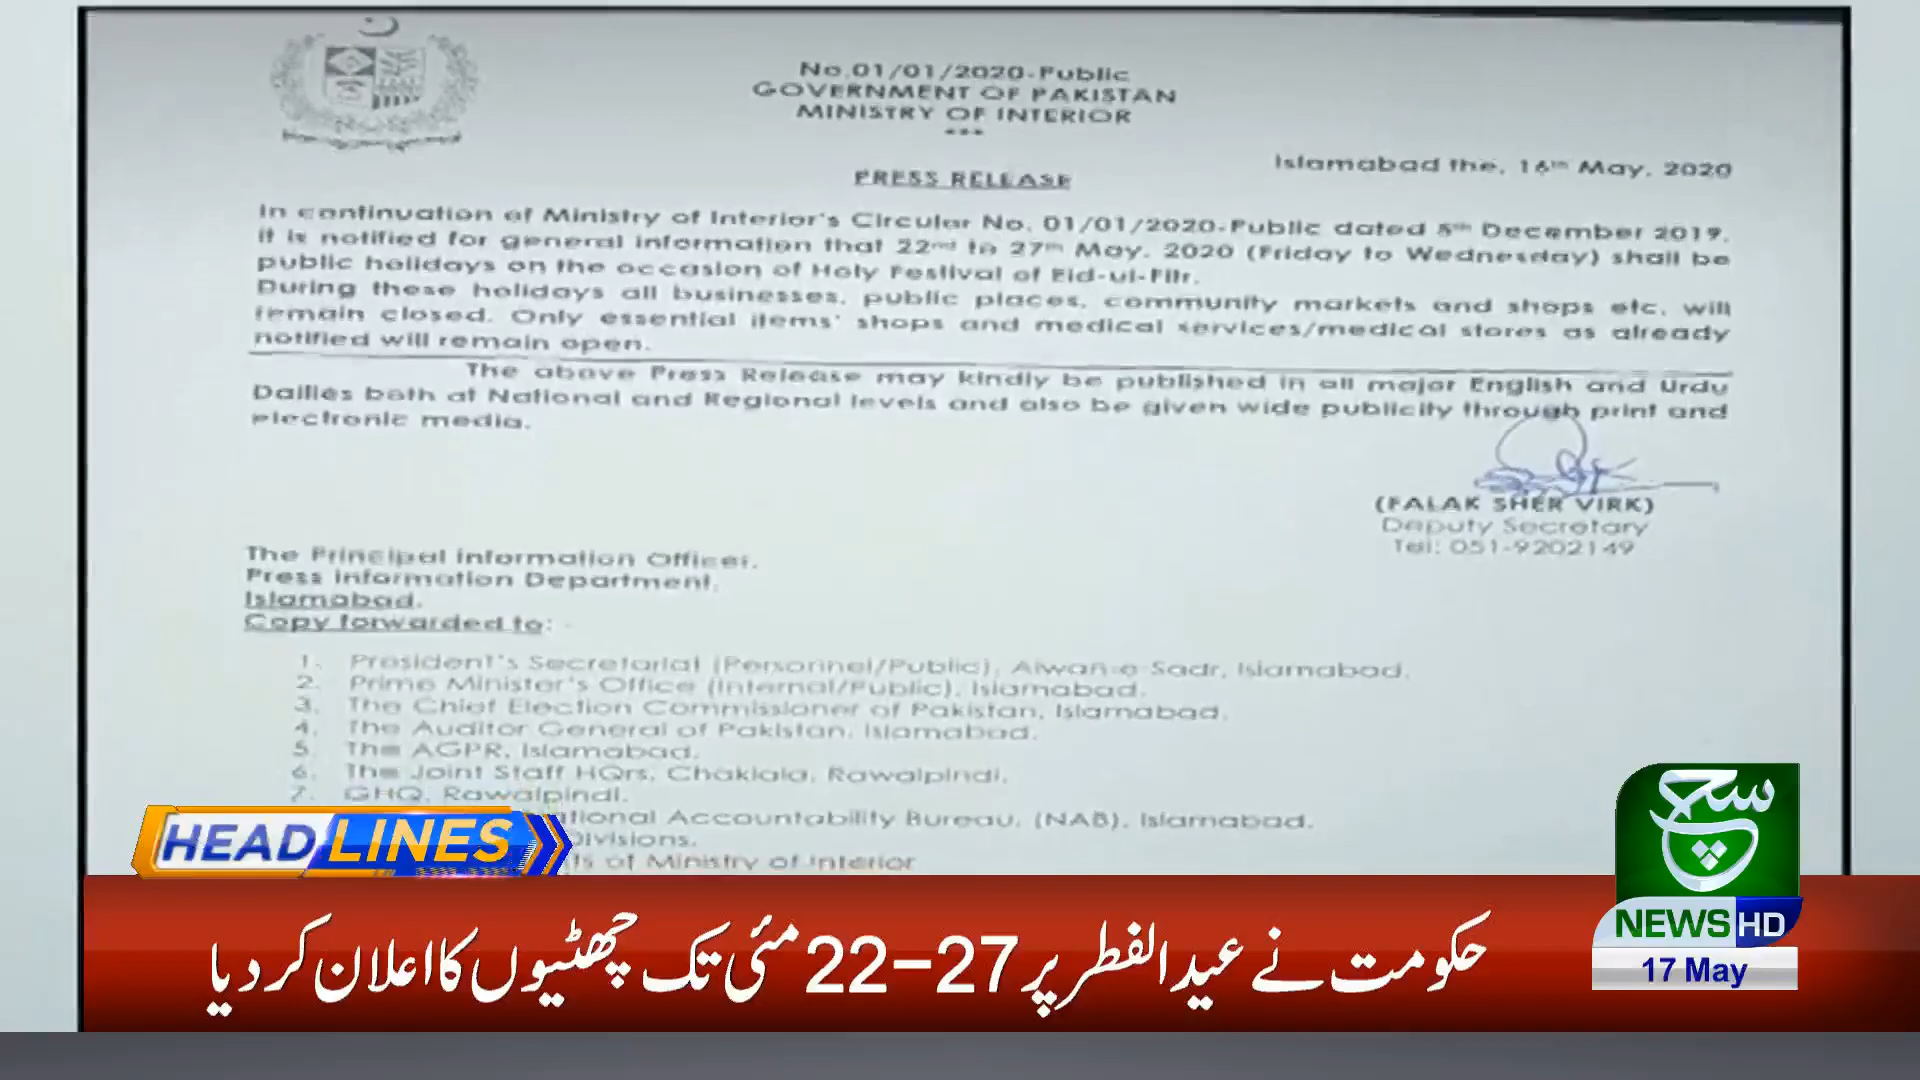 No.01/01/2020-Public
GOVERNMENT OF PAKISTAN
MINISTRY OF INTERIOR
***
Islamabad the, 16th May, 2020
PRESS RELEASE
In continuation of Ministry of Interior's Circular No. 01/01/2020-Public dated 5th December 2019,
it is notified for general information that 22nd to 27th May, 2020 (Friday to Wednesday) shall be
public holidays on the occasion of Holy Festival of Eid-ul-Fitr.
During these holidays all businesses, public places, community markets and shops etc. will
remain closed. Only essential items' shops and medical services/medical stores as already
notified will remain open.
The above Press Release may kindly be published in all major English and Urdu
Dailies both at National and Regional levels and also be given wide publicity through print and
electronic media.
(FALAK SHER VIRK)
Deputy Secretary
Tel: 051-9202149
The Principal Information Officer,
Press Information Department,
Islamabad.
Copy forwarded to: -
1. President's Secretariat (Personnel/Public), Aiwan-e-Sadr, Islamabad.
2. Prime Minister's Office (Internal/Public), Islamabad.
3. The Chief Election Commissioner of Pakistan, Islamabad.
4. The Auditor General of Pakistan, Islamabad.
5. The AGPR, Islamabad.
6. The Joint Staff HQrs, Chaklala, Rawalpindi.
7. GHQ, Rawalpindi.
ational Accountability Bureau, (NAB), Islamabad.
Divisions.
ts of Ministry of Interior
HEADLINES
سچ
NEWS HD
17 May
حکومت نے عیدالفطر پر 27-22 مئی تک چھٹیوں کا اعلان کر دیا